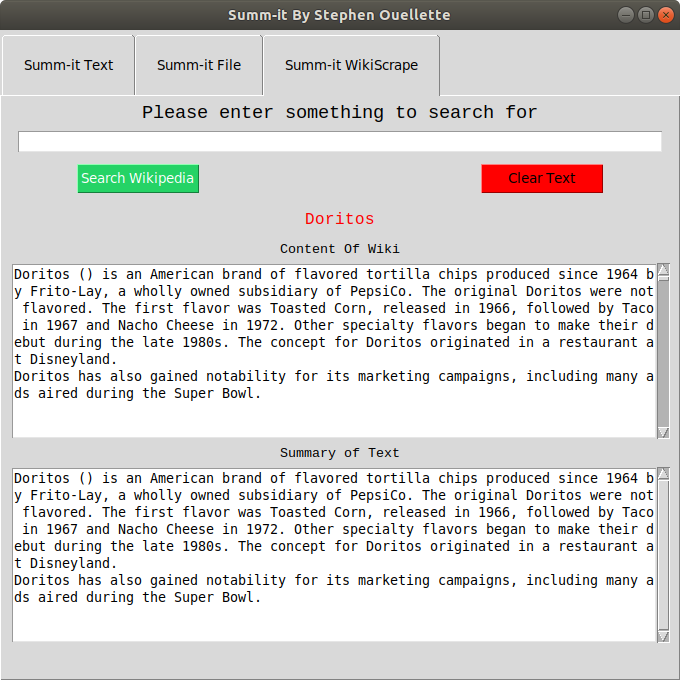 Summ-it By Stephen Ouellette
Summ-it Text Summ-it File Summ-it WikiScrape
Please enter something to search for
Search Wikipedia Clear Text
Doritos
Content Of Wiki
Doritos () is an American brand of flavored tortilla chips produced since 1964 b
y Frito-Lay, a wholly owned subsidiary of PepsiCo. The original Doritos were not
flavored. The first flavor was Toasted Corn, released in 1966, followed by Taco
in 1967 and Nacho Cheese in 1972. Other specialty flavors began to make their d
ebut during the late 1980s. The concept for Doritos originated in a restaurant a
t Disneyland.
Doritos has also gained notability for its marketing campaigns, including many a
ds aired during the Super Bowl.
Summary of Text
Doritos () is an American brand of flavored tortilla chips produced since 1964 b
y Frito-Lay, a wholly owned subsidiary of PepsiCo. The original Doritos were not
flavored. The first flavor was Toasted Corn, released in 1966, followed by Taco
in 1967 and Nacho Cheese in 1972. Other specialty flavors began to make their d
ebut during the late 1980s. The concept for Doritos originated in a restaurant a
t Disneyland.
Doritos has also gained notability for its marketing campaigns, including many a
ds aired during the Super Bowl.